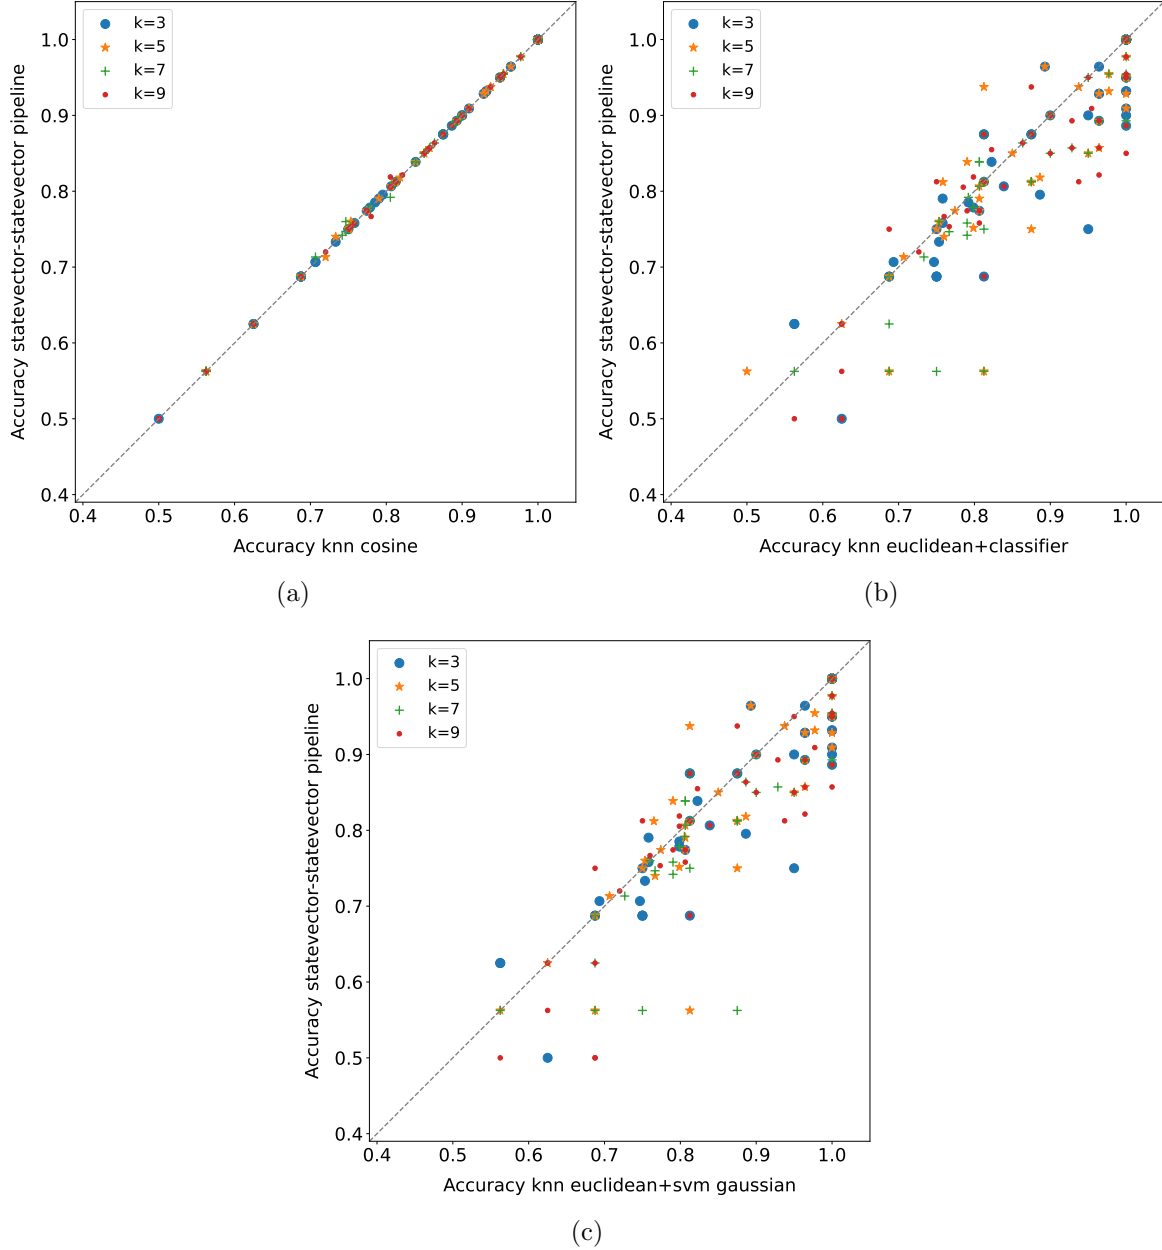 1.0
0.9
0.8
0.7
0.6
0.5
0.4
Accuracy statevector-statevector pipeline
k=3
k=5
k=7
k=9
0.4 0.5 0.6 0.7 0.8 0.9 1.0
Accuracy knn cosine
(a)
1.0
0.9
0.8
0.7
0.6
0.5
0.4
Accuracy statevector-statevector pipeline
k=3
k=5
k=7
k=9
0.4 0.5 0.6 0.7 0.8 0.9 1.0
Accuracy knn euclidean+classifier
(b)
1.0
0.9
0.8
0.7
0.6
0.5
0.4
Accuracy statevector-statevector pipeline
k=3
k=5
k=7
k=9
0.4 0.5 0.6 0.7 0.8 0.9 1.0
Accuracy knn euclidean+svm gaussian
(c)